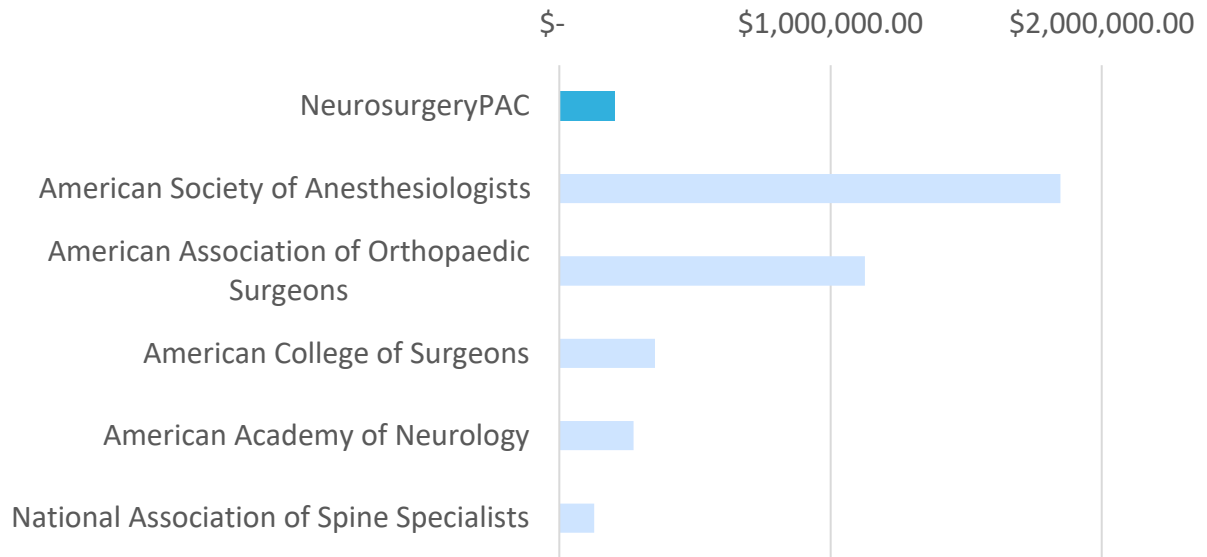 $- $1,000,000.00 $2,000,000.00
NeurosurgeryPAC
American Society of Anesthesiologists
American Association of Orthopaedic
Surgeons
American College of Surgeons
American Academy of Neurology
National Association of Spine Specialists